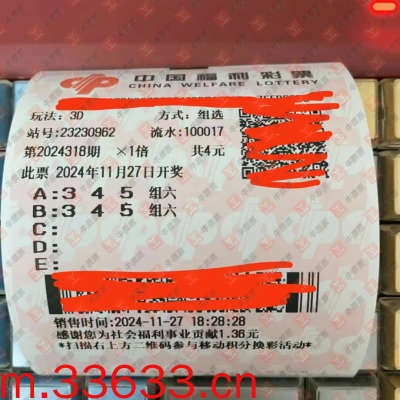 中国福利彩票
CHINA WELFARE LOTTERY
玩法：3D 方式：组选
站号：23230962 流水：100017
第2024318期 ×1倍 共4元
此票 2024年11月27日开奖
A：3 4 5 组六
B：3 4 5 组六
C：
D：
E：
销售时间：2024-11-27 18:28:28
感谢您为社会福利事业贡献1.36元
*扫描右上方二维码参与移动积分换彩活动*
m.33633.cn